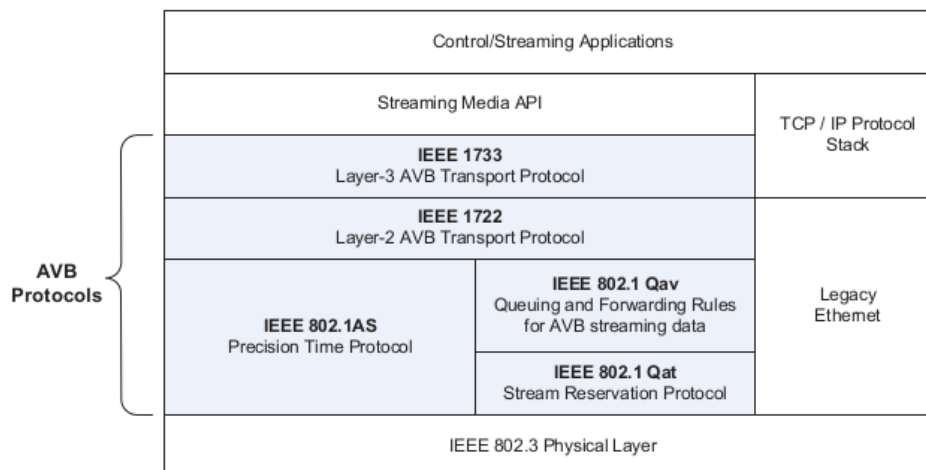 Control/Streaming Applications
Streaming Media API
TCP / IP Protocol
Stack
IEEE 1733
Layer-3 AVB Transport Protocol
IEEE 1722
Layer-2 AVB Transport Protocol
AVB
Protocols
IEEE 802.1AS
Precision Time Protocol
IEEE 802.1 Qav
Queuing and Forwarding Rules
for AVB streaming data
Legacy
Ethernet
IEEE 802.1 Qat
Stream Reservation Protocol
IEEE 802.3 Physical Layer